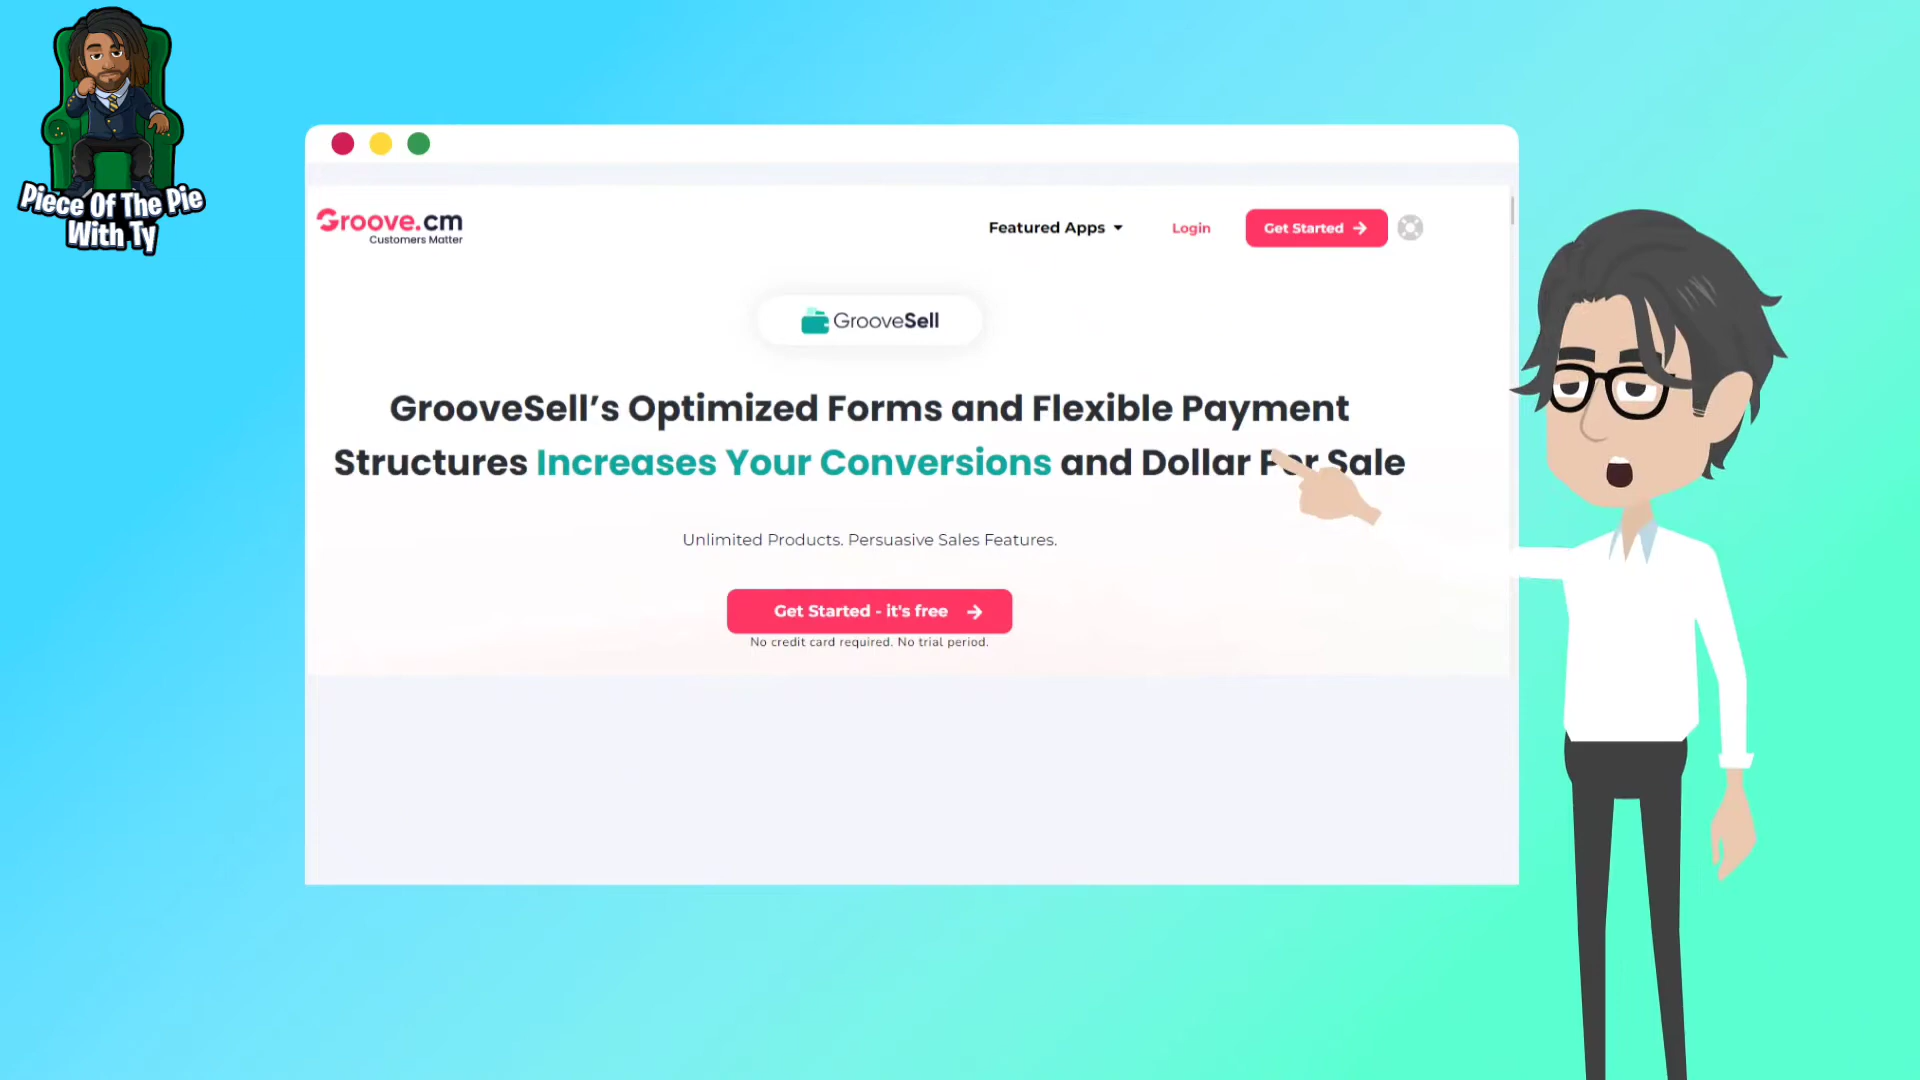 Piece Of The Pie
With Ty
Groove.cm
Customers Matter
Featured Apps
Login
Get Started
GrooveSell
GrooveSell’s Optimized Forms and Flexible Payment
Structures Increases Your Conversions and Dollar For Sale
Unlimited Products. Persuasive Sales Features.
Get Started - it's free
No credit card required. No trial period.